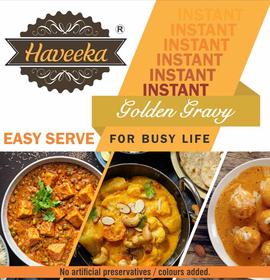 Haveeka
®
INSTANT
INSTANT
INSTANT
INSTANT
INSTANT
INSTANT
Golden Gravy
EASY SERVE FOR BUSY LIFE
No artificial preservatives / colours added.